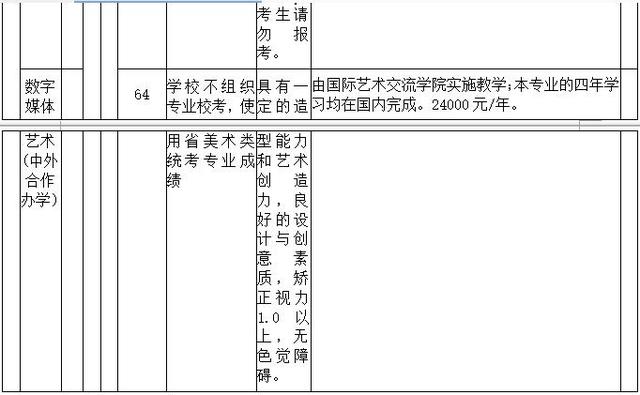 考生请
勿报
考。
数字
媒体
64
学校不组织
专业校考，使
具有一
定的造
由国际艺术交流学院实施教学；本专业的四年学
习均在国内完成。24000元/年。
艺术
（中外
合作
办学）
用省美术类
统考专业成
绩
型能力
和艺术
创造
力，良
好的设
计与创
意素
质，矫
正视力
1.0以
上，无
色觉障
碍。